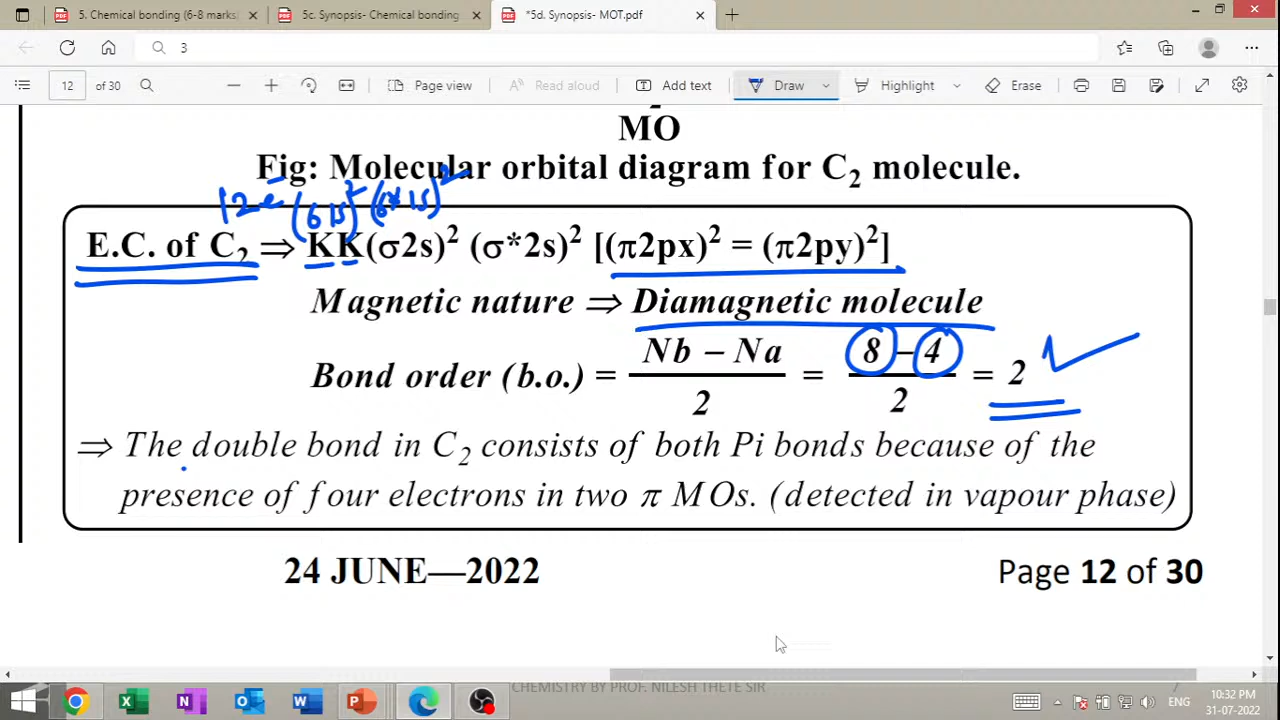 5. Chemical bonding (6-8 marks)
5c. Synopsis- Chemical bonding
*5d. Synopsis- MOT.pdf
3
12 of 30
Page view
Read aloud
Add text
Draw
Highlight
Erase
MO
Fig: Molecular orbital diagram for C₂ molecule.
12e⁻ (σ1s)² (σ*1s)²
E.C. of C₂ ⇒ KK(σ2s)² (σ*2s)² [(π2px)² = (π2py)²]
Magnetic nature ⇒ Diamagnetic molecule
Bond order (b.o.) = Nb – Na / 2 = 8 – 4 / 2 = 2 ✓
⇒ The double bond in C₂ consists of both Pi bonds because of the
presence of four electrons in two π MOs. (detected in vapour phase)
24 JUNE—2022
Page 12 of 30
CHEMISTRY BY PROF. NILESH THETE SIR
ENG
10:32 PM
31-07-2022